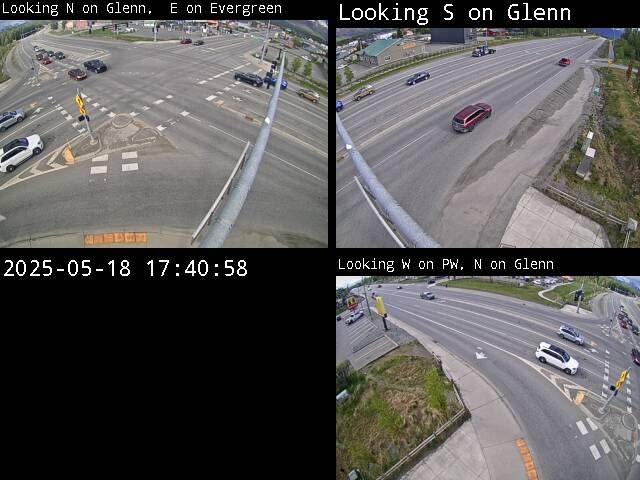 Looking N on Glenn,  E on Evergreen
Looking S on Glenn
2025-05-18 17:40:58
Looking W on PW, N on Glenn